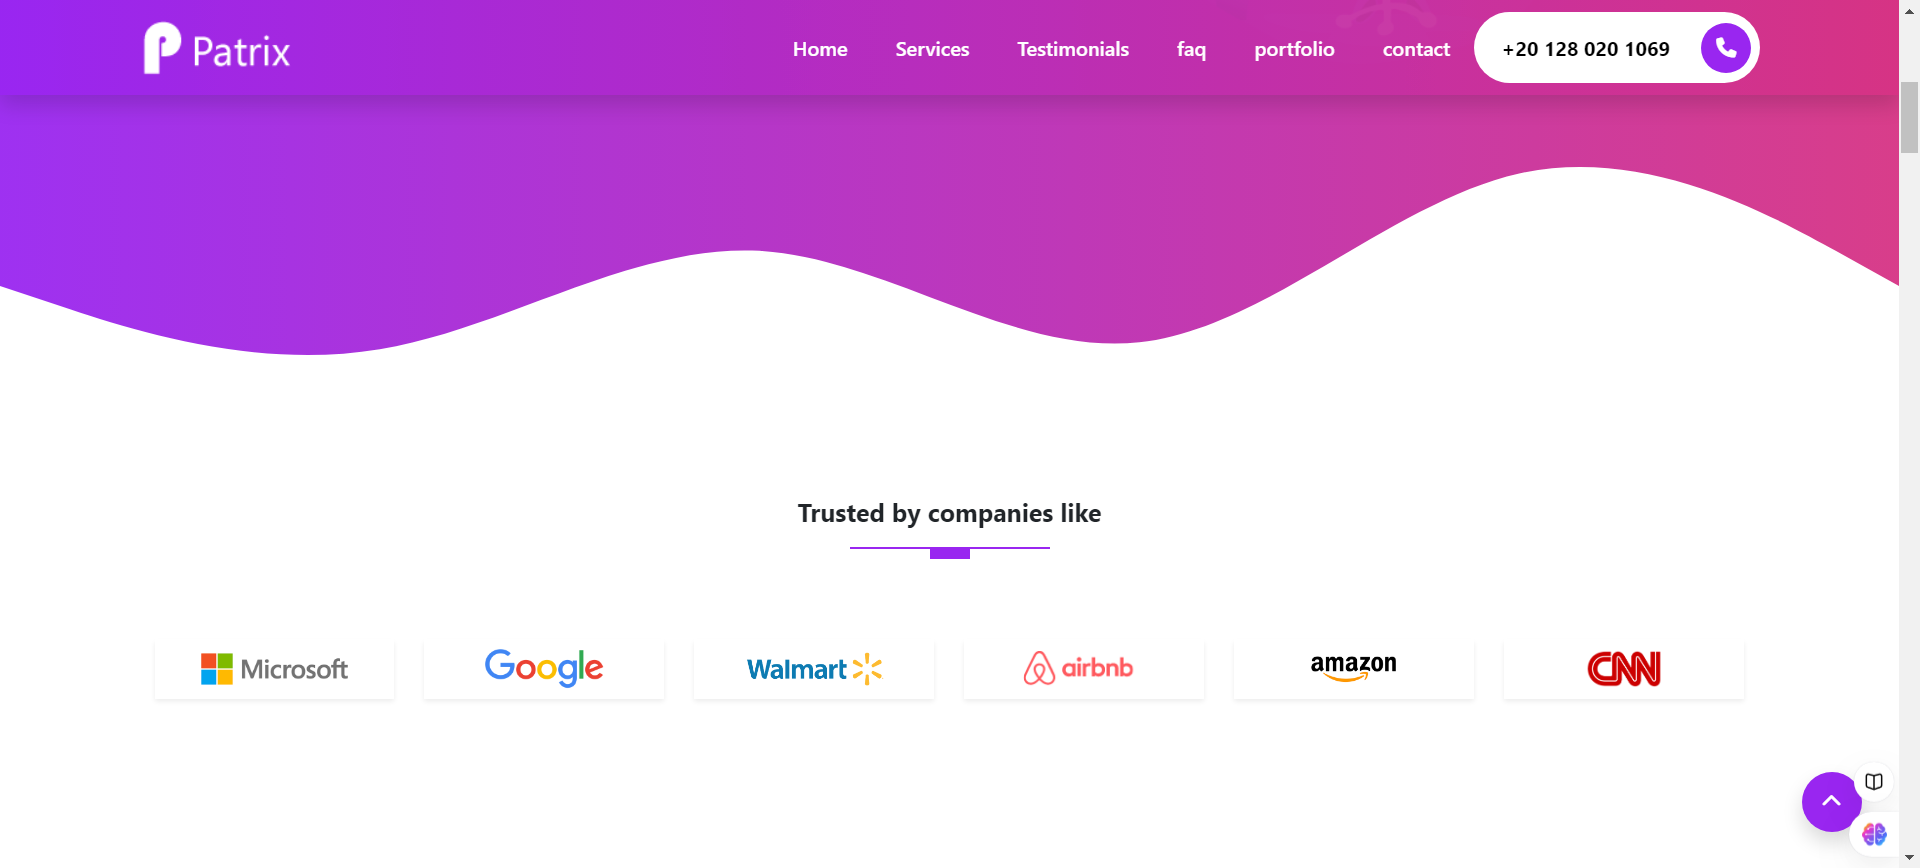 Patrix
Home Services Testimonials faq portfolio contact +20 128 020 1069
Trusted by companies like
Microsoft Google Walmart airbnb amazon CNN